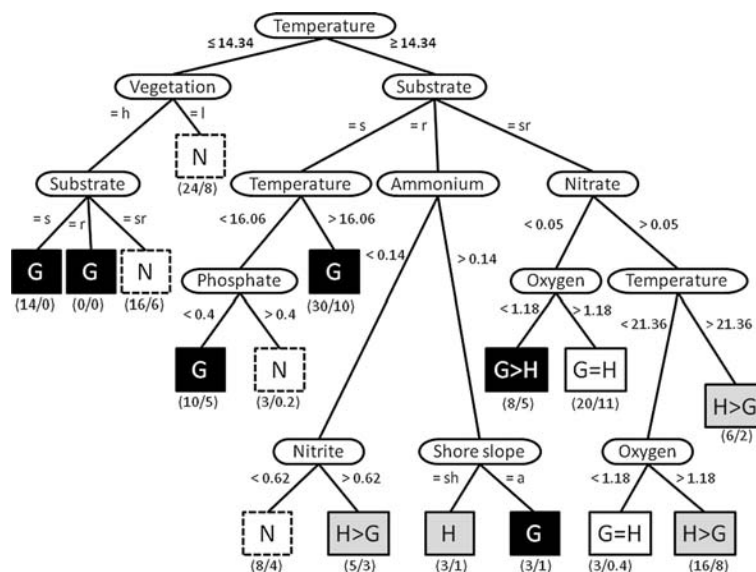 Temperature
≤ 14.34
≥ 14.34
Vegetation
Substrate
= h
= l
= s
= r
= sr
N
(24/8)
Substrate
Temperature
Ammonium
Nitrate
= s
= r
= sr
< 16.06
> 16.06
< 0.14
> 0.14
< 0.05
> 0.05
G
G
N
(14/0)
(0/0)
(16/6)
Phosphate
G
(30/10)
Oxygen
Temperature
< 0.4
> 0.4
< 1.18
> 1.18
< 21.36
> 21.36
G
N
(10/5)
(3/0.2)
G>H
G=H
(8/5)
(20/11)
H>G
(6/2)
Nitrite
Shore slope
Oxygen
< 0.62
> 0.62
= sh
= a
< 1.18
> 1.18
N
H>G
H
G
G=H
H>G
(8/4)
(5/3)
(3/1)
(3/1)
(3/0.4)
(16/8)